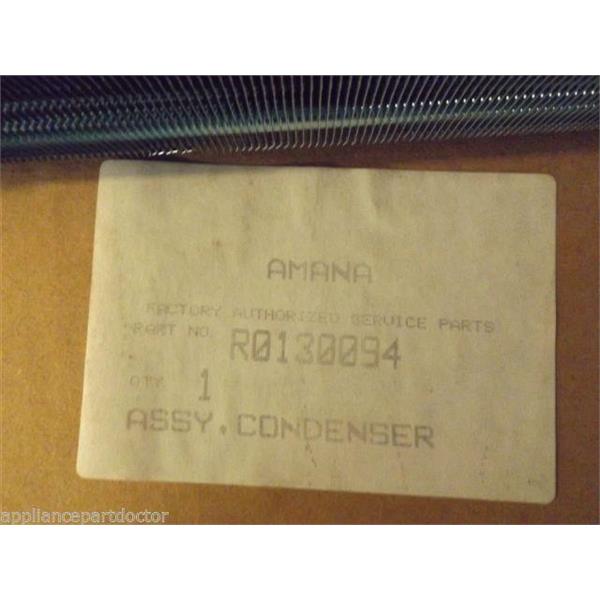 AMANA
FACTORY AUTHORIZED SERVICE PARTS
PART NO. R0130094
QTY 1
ASSY, CONDENSER
appliancepartdoctor